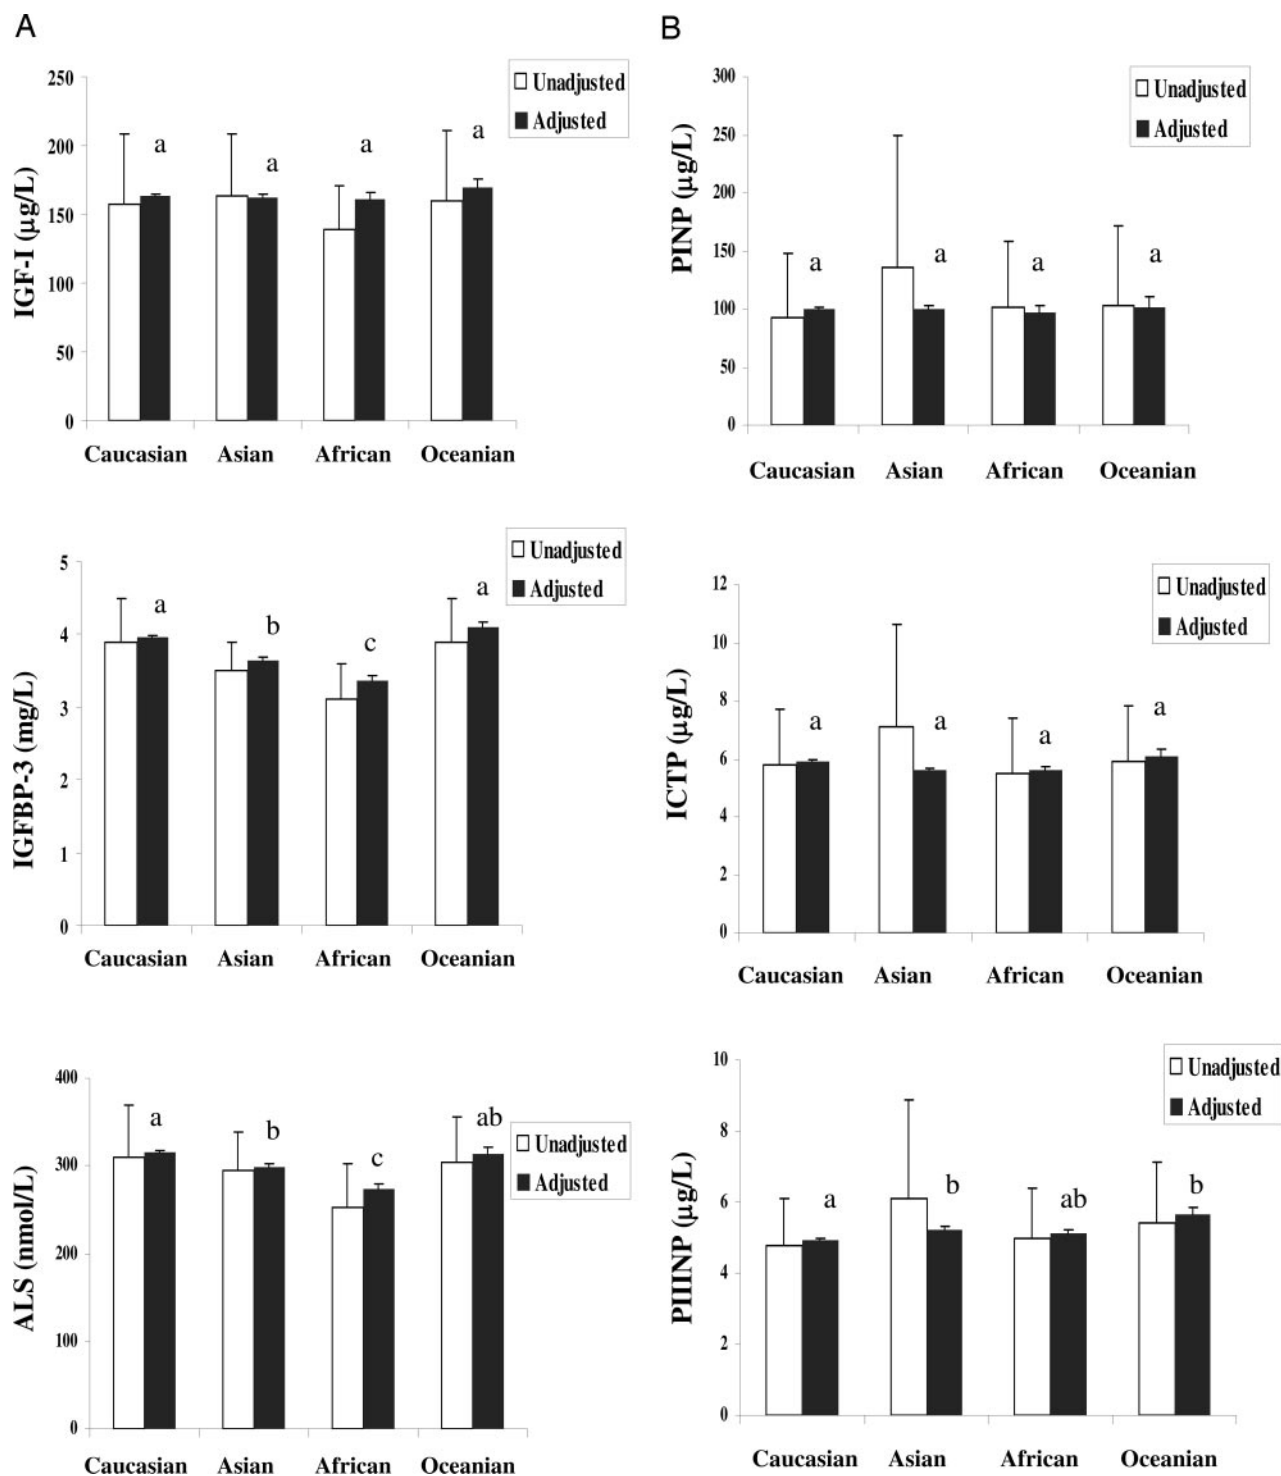 A
IGF-I (μg/L)
250
200
150
100
50
0
Unadjusted
Adjusted
a
a
a
a
Caucasian Asian African Oceanian
IGFBP-3 (mg/L)
5
4
3
2
1
0
Unadjusted
Adjusted
a
b
c
a
Caucasian Asian African Oceanian
ALS (nmol/L)
400
300
200
100
0
Unadjusted
Adjusted
a
b
c
ab
Caucasian Asian African Oceanian
B
PINP (μg/L)
300
250
200
150
100
50
0
Unadjusted
Adjusted
a
a
a
a
Caucasian Asian African Oceanian
ICTP (μg/L)
12
10
8
6
4
2
0
Unadjusted
Adjusted
a
a
a
a
Caucasian Asian African Oceanian
PIIINP (μg/L)
10
8
6
4
2
0
Unadjusted
Adjusted
a
b
ab
b
Caucasian Asian African Oceanian